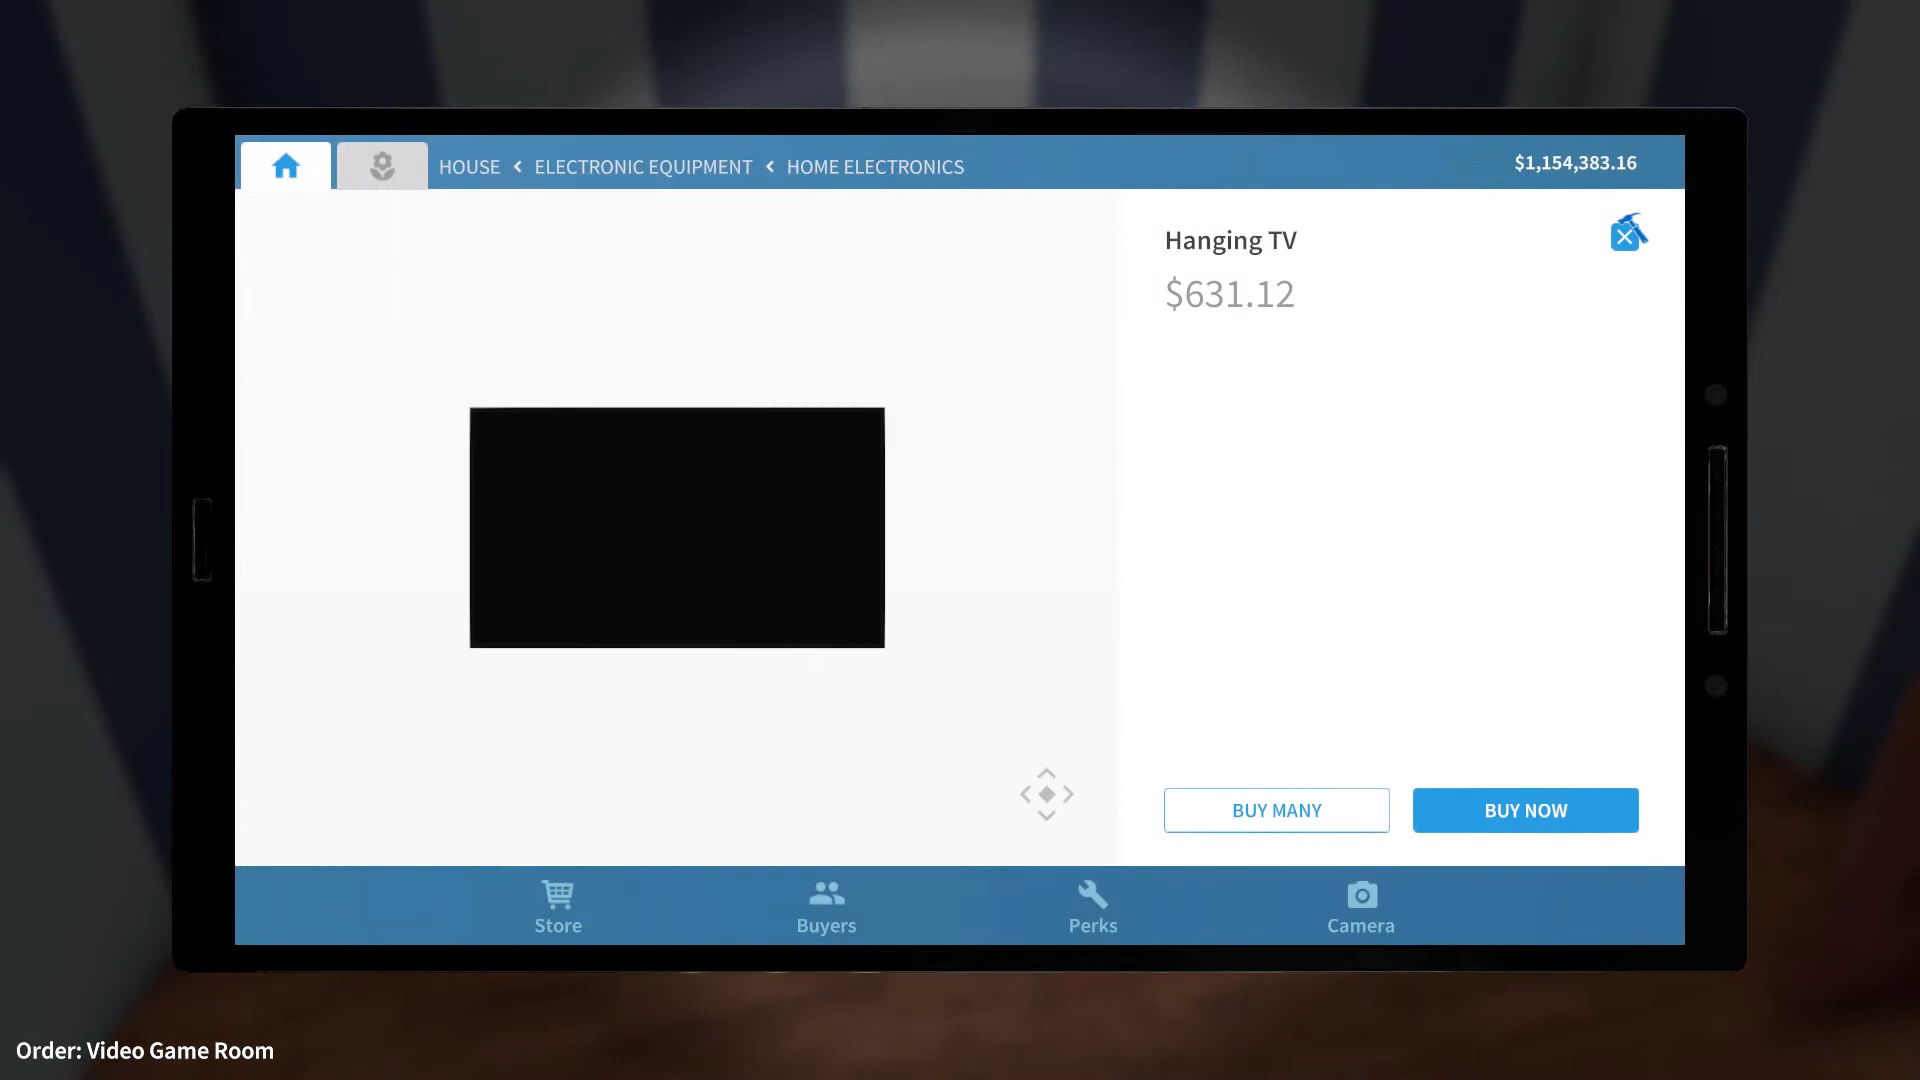 HOUSE < ELECTRONIC EQUIPMENT < HOME ELECTRONICS
$1,154,383.16
Hanging TV
$631.12
BUY MANY
BUY NOW
Store
Buyers
Perks
Camera
Order: Video Game Room